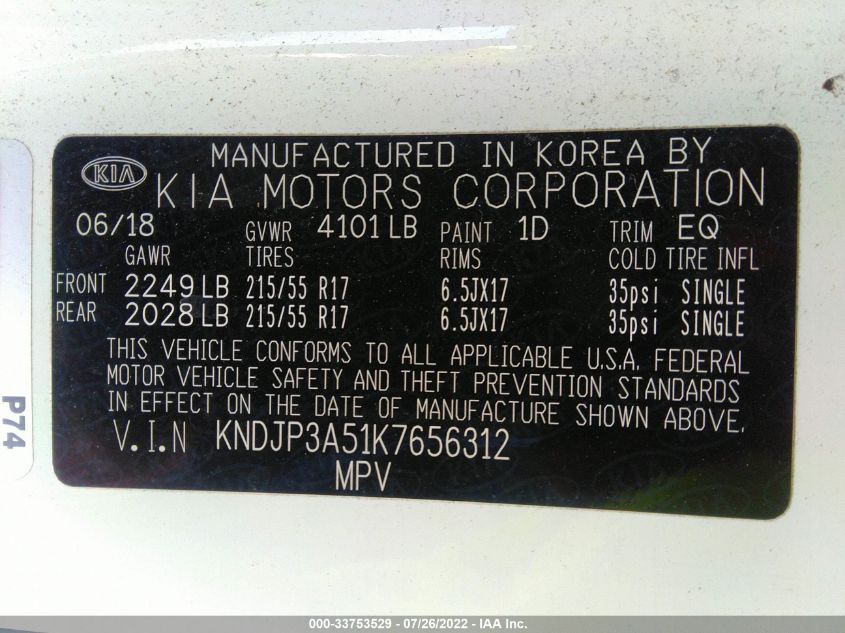 KIA
MANUFACTURED IN KOREA BY
KIA MOTORS CORPORATION
06/18 GVWR 4101 LB PAINT 1D TRIM EQ
GAWR TIRES RIMS COLD TIRE INFL
FRONT 2249 LB 215/55 R17 6.5JX17 35psi SINGLE
REAR 2028 LB 215/55 R17 6.5JX17 35psi SINGLE
THIS VEHICLE CONFORMS TO ALL APPLICABLE U.S.A. FEDERAL
MOTOR VEHICLE SAFETY AND THEFT PREVENTION STANDARDS
IN EFFECT ON THE DATE OF MANUFACTURE SHOWN ABOVE.
V.I.N KNDJP3A51K7656312
MPV
P74
000-33753529 - 07/26/2022 - IAA Inc.